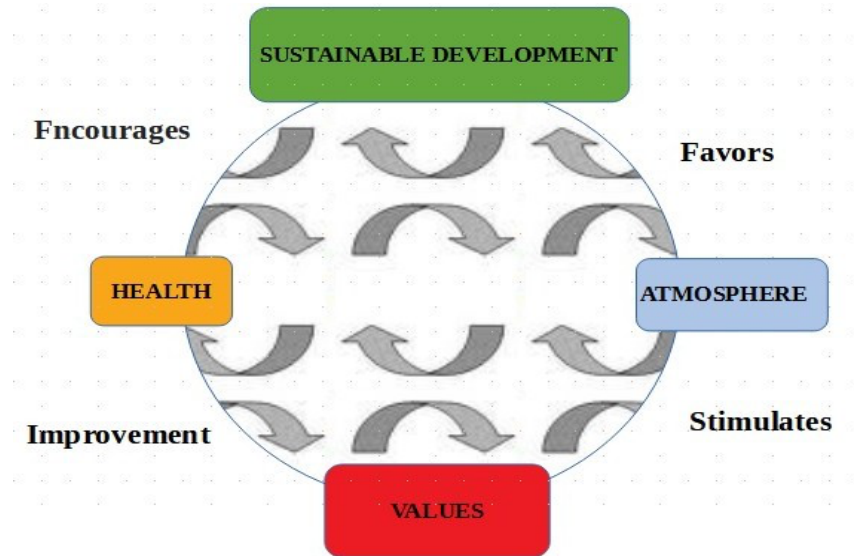 SUSTAINABLE DEVELOPMENT
Fncourages
Favors
HEALTH
ATMOSPHERE
Improvement
Stimulates
VALUES